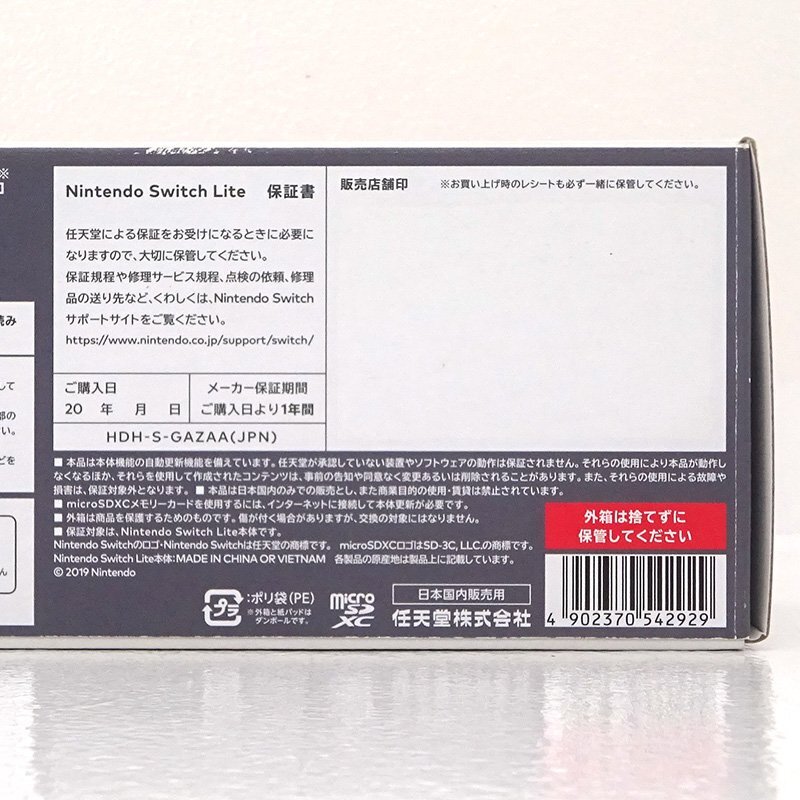 ※
Nintendo Switch Lite 保証書
任天堂による保証をお受けになるときに必要に
なりますので、大切に保管してください。
保証規程や修理サービス規程、点検の依頼、修理
品の送り先など、くわしくは、Nintendo Switch
サポートサイトをご覧ください。
https://www.nintendo.co.jp/support/switch/
ご購入日
20 年 月 日
メーカー保証期間
ご購入日より1年間
HDH-S-GAZAA(JPN)
販売店舗印 ※お買い上げ時のレシートも必ず一緒に保管してください。
読み
して
部の
い。
どを
ん
■ 本品は本体機能の自動更新機能を備えています。任天堂が承認していない装置やソフトウェアの動作は保証されません。それらの使用により本品が動作し
なくなるほか、それらを使用して作成されたコンテンツは、事前の告知や同意なく変更あるいは削除されることがあります。また、それらの使用による故障や
損害は、保証対象外となります。 ■ 本品は日本国内のみでの販売とし、また商業目的の使用・賃貸は禁止されています。
■ microSDXCメモリーカードを使用するには、インターネットに接続して本体更新が必要です。
■ 外箱は商品を保護するためのものです。傷が付く場合がありますが、交換の対象にはなりません。
■ 保証対象は、Nintendo Switch Lite本体です。
Nintendo Switchのロゴ・Nintendo Switchは任天堂の商標です。 microSDXCロゴはSD-3C, LLC.の商標です。
Nintendo Switch Lite本体:MADE IN CHINA OR VIETNAM 各製品の原産地は製品上に記載しています。
© 2019 Nintendo
外箱は捨てずに
保管してください
プラ
:ポリ袋(PE)
※外箱と紙パッドは
ダンボールです。
micro
SD
XC
日本国内販売用
任天堂株式会社
4 902370 542929